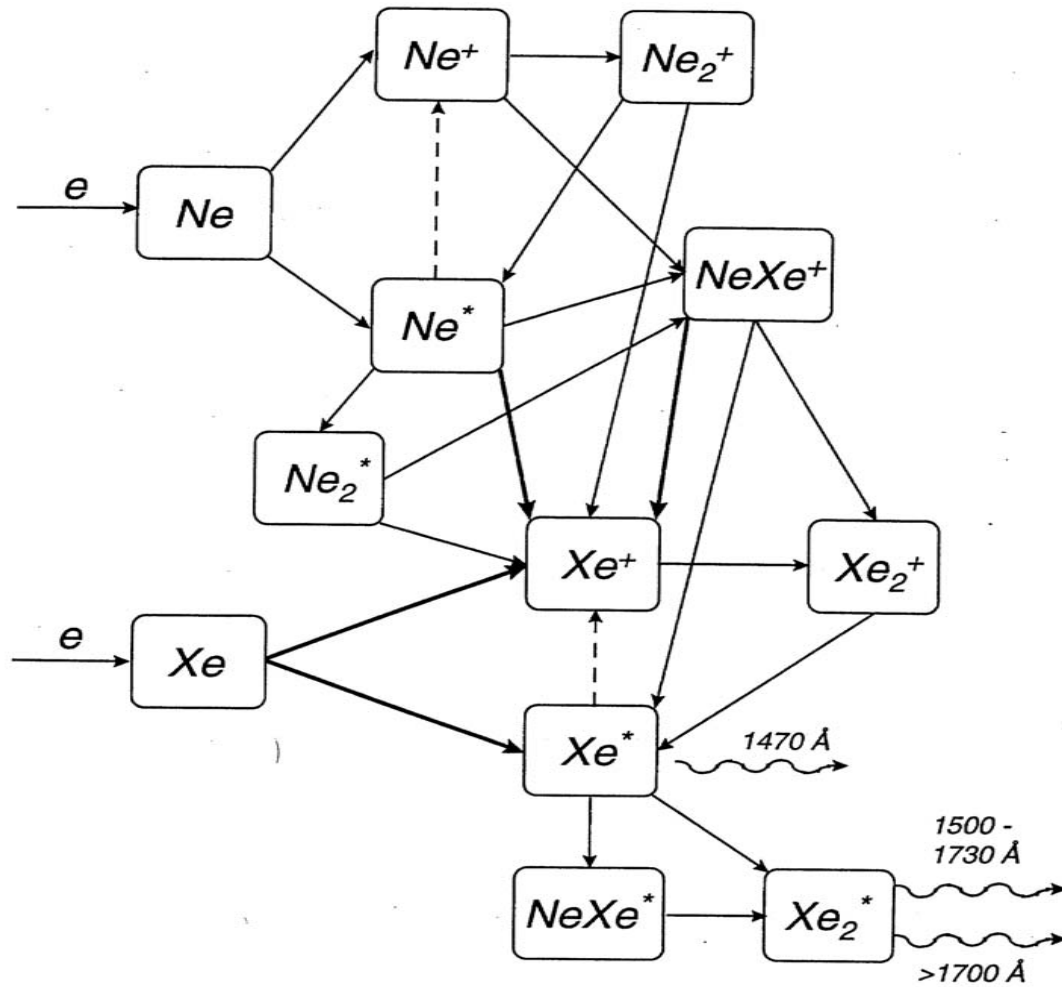 Ne⁺
Ne₂⁺
e
Ne
NeXe⁺
Ne*
Ne₂*
Xe⁺
Xe₂⁺
e
Xe
Xe*
1470 Å
1500 -
1730 Å
NeXe*
Xe₂*
>1700 Å